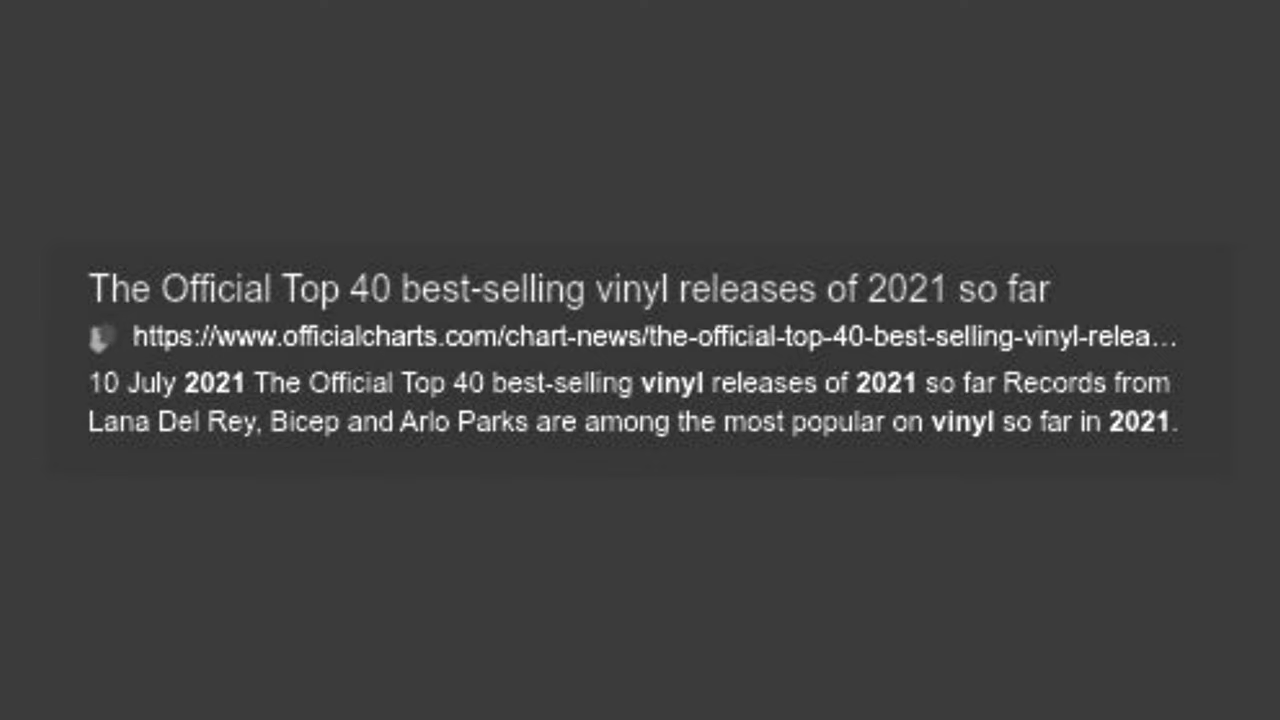 The Official Top 40 best-selling vinyl releases of 2021 so far
https://www.officialcharts.com/chart-news/the-official-top-40-best-selling-vinyl-relea...
10 July 2021 The Official Top 40 best-selling vinyl releases of 2021 so far Records from
Lana Del Rey, Bicep and Arlo Parks are among the most popular on vinyl so far in 2021.